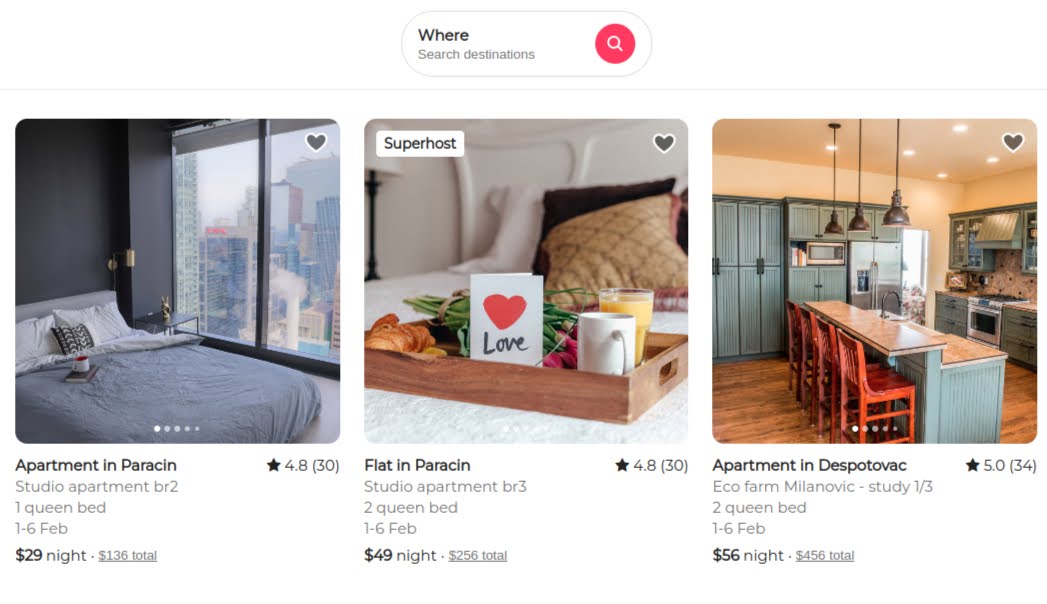 Where
Search destinations
Superhost
Love
Apartment in Paracin
4.8 (30)
Studio apartment br2
1 queen bed
1-6 Feb
$29 night · $136 total
Flat in Paracin
4.8 (30)
Studio apartment br3
2 queen bed
1-6 Feb
$49 night · $256 total
Apartment in Despotovac
5.0 (34)
Eco farm Milanovic - study 1/3
2 queen bed
1-6 Feb
$56 night · $456 total